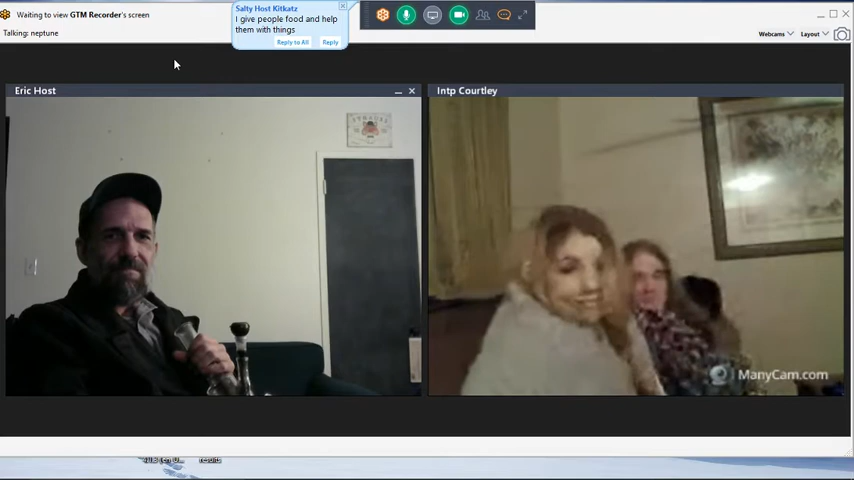 Waiting to view GTM Recorder's screen
Salty Host Kitkatz
I give people food and help
them with things
Reply to All
Reply
Talking: neptune
Webcams
Layout
Eric Host
Intp Courtley
ManyCam.com
results